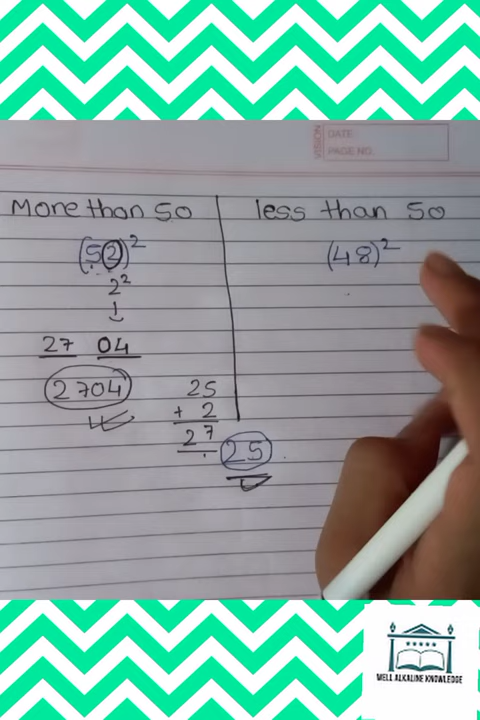 VISION
DATE:
PAGE NO.
More than 50
(52)²
2²
↓
27 04
2704
25
+ 2
27
25
less than 50
(48)²
WELL ALKALINE KNOWLEDGE